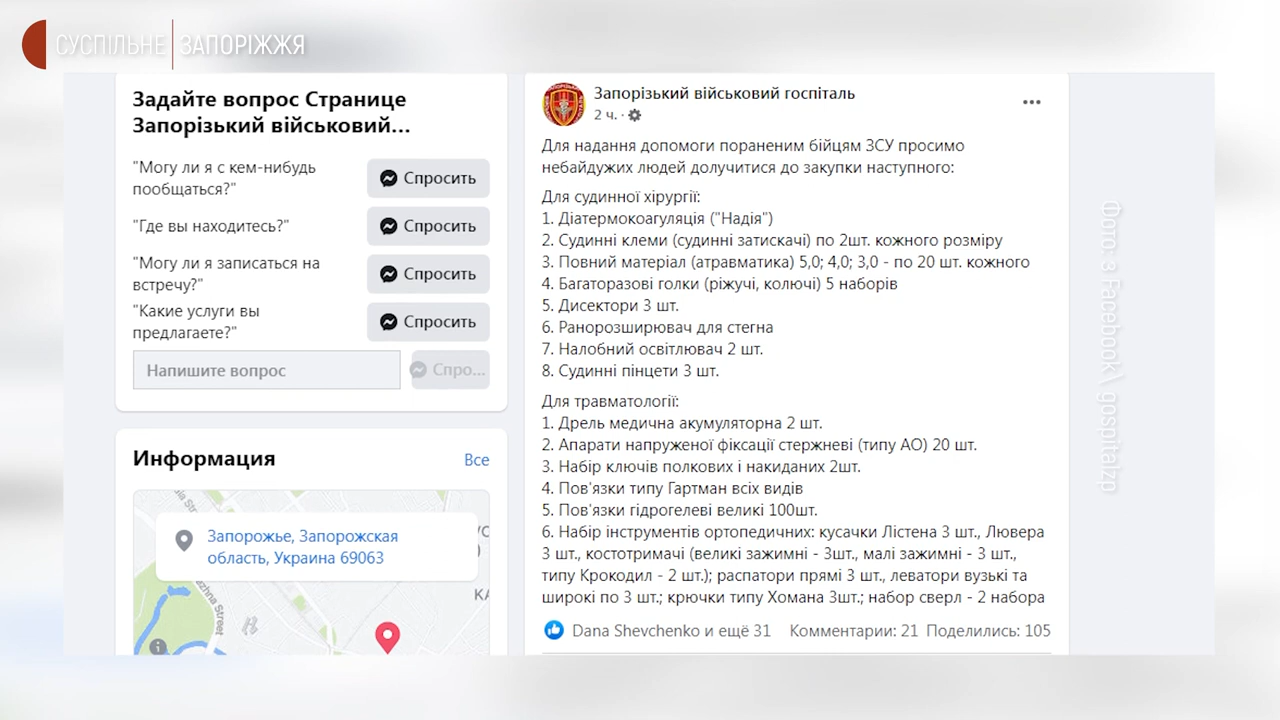 СУСПІЛЬНЕ ЗАПОРІЖЖЯ
Задайте вопрос Странице
Запорізький військовий...
"Могу ли я с кем-нибудь
пообщаться?"
Спросить
"Где вы находитесь?"
Спросить
"Могу ли я записаться на
встречу?"
Спросить
"Какие услуги вы
предлагаете?"
Спросить
Напишите вопрос
Спро...
Информация
Все
Запорожье, Запорожская
область, Украина 69063
Street
КА
Запорізький військовий госпіталь
2 ч. ·
Для надання допомоги пораненим бійцям ЗСУ просимо
небайдужих людей долучитися до закупки наступного:
Для судинної хірургії:
1. Діатермокоагуляція ("Надія")
2. Судинні клеми (судинні затискачі) по 2шт. кожного розміру
3. Повний матеріал (атравматика) 5,0; 4,0; 3,0 - по 20 шт. кожного
4. Багаторазові голки (ріжучі, колючі) 5 наборів
5. Дисектори 3 шт.
6. Ранорозширювач для стегна
7. Налобний освітлювач 2 шт.
8. Судинні пінцети 3 шт.
Для травматології:
1. Дрель медична акумуляторна 2 шт.
2. Апарати напруженої фіксації стержневі (типу АО) 20 шт.
3. Набір ключів полкових і накиданих 2шт.
4. Пов'язки типу Гартман всіх видів
5. Пов'язки гідрогелеві великі 100шт.
6. Набір інструментів ортопедичних: кусачки Лістена 3 шт., Лювера
3 шт., костотримачі (великі зажимні - 3шт., малі зажимні - 3 шт.,
типу Крокодил - 2 шт.); распатори прямі 3 шт., леватори вузькі та
широкі по 3 шт.; крючки типу Хомана 3шт.; набор сверл - 2 набора
Dana Shevchenko и ещё 31
Комментарии: 21
Поделились: 105
Фото: з Facebook\ gospitalzp